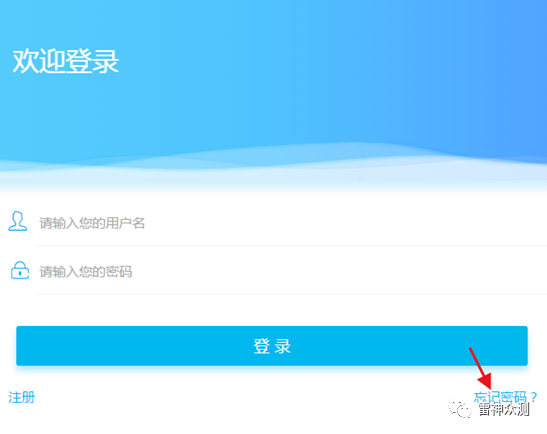 欢迎登录
请输入您的用户名
请输入您的密码
登录
注册
忘记密码？
雷神众测